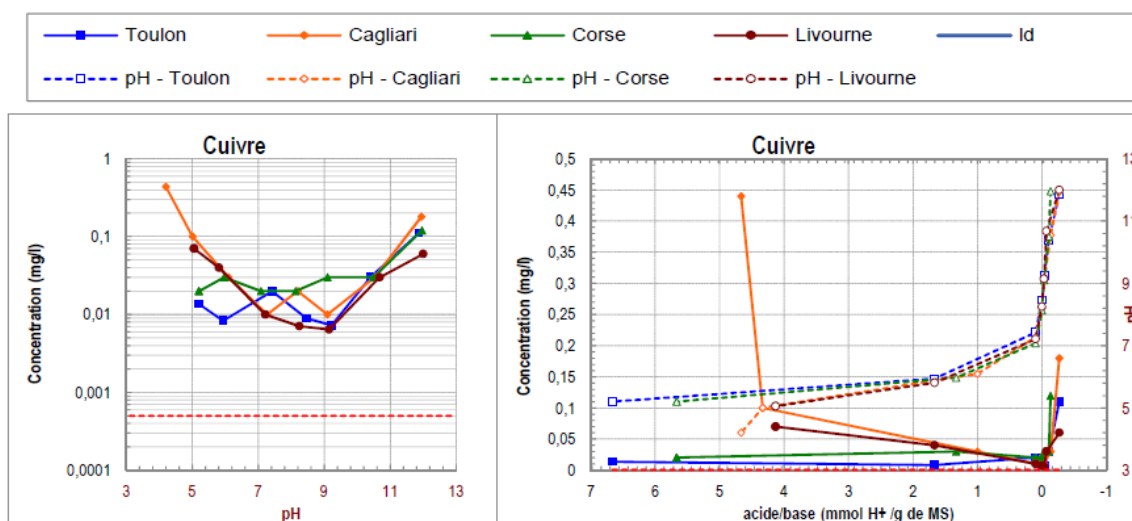 Toulon Cagliari Corse Livourne Id
pH - Toulon pH - Cagliari pH - Corse pH - Livourne
Cuivre
Concentration (mg/l)
1
0,1
0,01
0,001
0,0001
3 5 7 9 11 13
pH
Cuivre
Concentration (mg/l)
0,5
0,45
0,4
0,35
0,3
0,25
0,2
0,15
0,1
0,05
0
7 6 5 4 3 2 1 0 -1
acide/base (mmol H+ /g de MS)
13
11
9
7
5
3
pH